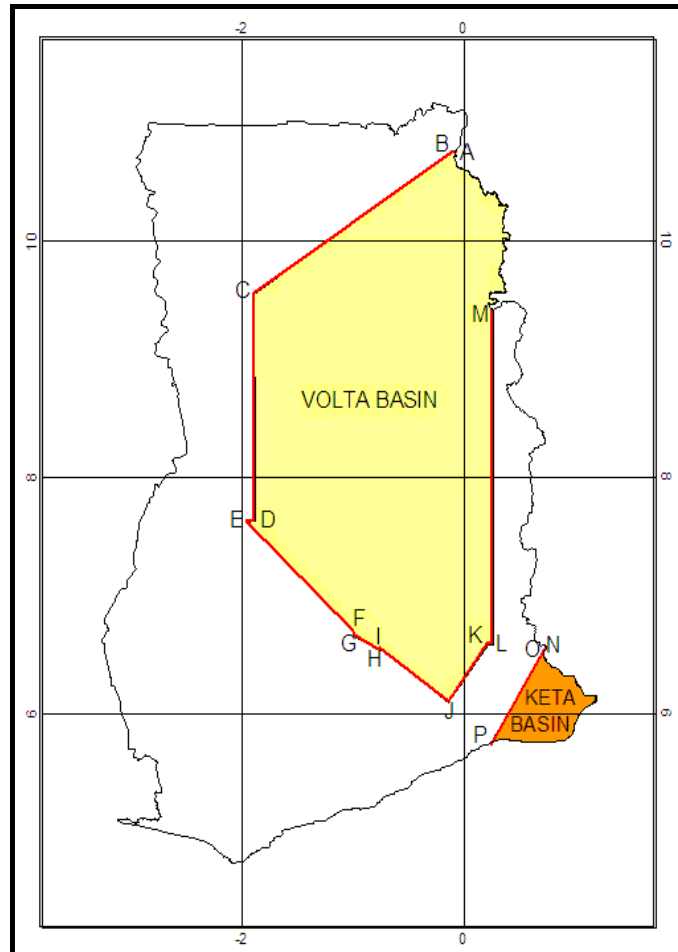 -2 0
B A
10 10
C
M
VOLTA BASIN
8 8
E D
F
G I
H
K L
O N
KETA
BASIN
J
6 6
P
-2 0